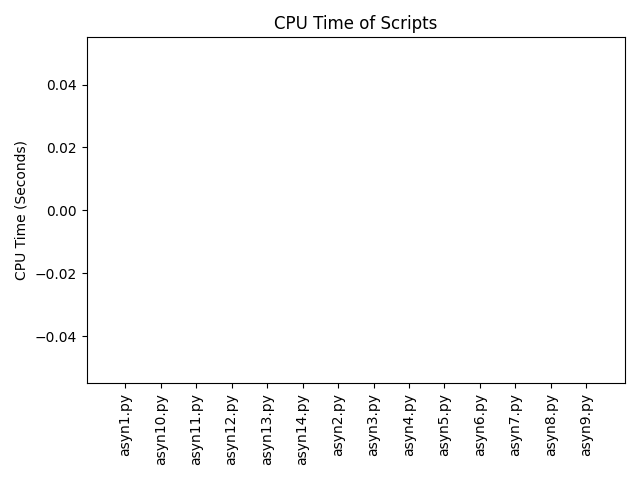 CPU Time of Scripts
CPU Time (Seconds)
0.04
0.02
0.00
−0.02
−0.04
asyn1.py
asyn10.py
asyn11.py
asyn12.py
asyn13.py
asyn14.py
asyn2.py
asyn3.py
asyn4.py
asyn5.py
asyn6.py
asyn7.py
asyn8.py
asyn9.py